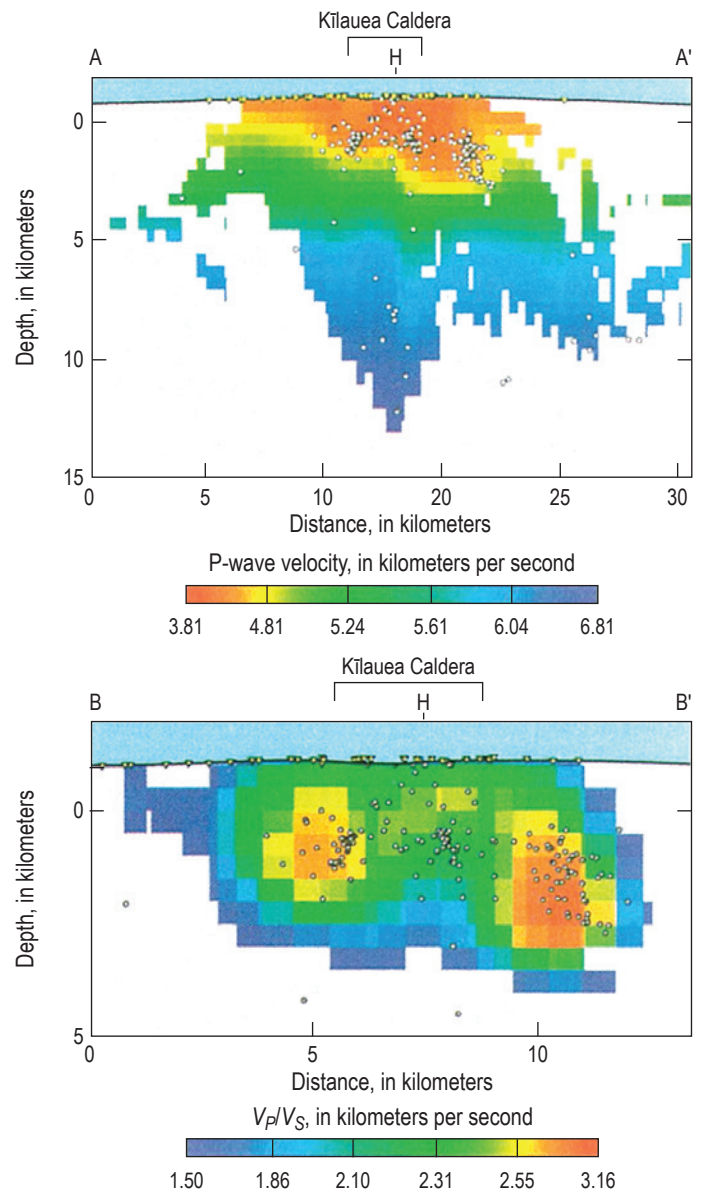 Kīlauea Caldera
A H A'
0
5
10
15
Depth, in kilometers
0 5 10 20 25 30
Distance, in kilometers
P-wave velocity, in kilometers per second
3.81 4.81 5.24 5.61 6.04 6.81
Kīlauea Caldera
B H B'
0
5
Depth, in kilometers
0 5 10
Distance, in kilometers
VP/VS, in kilometers per second
1.50 1.86 2.10 2.31 2.55 3.16